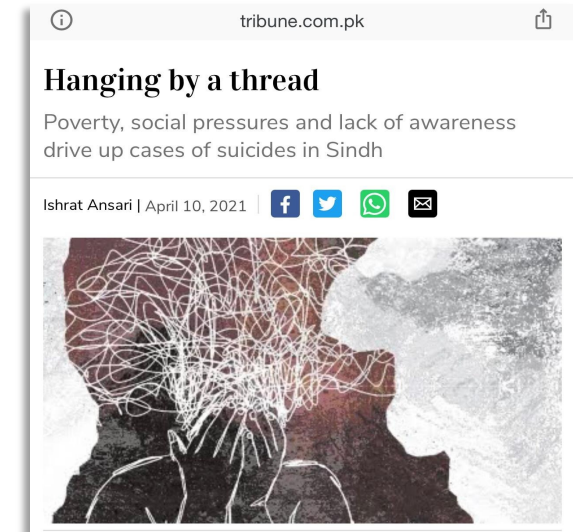 tribune.com.pk
Hanging by a thread
Poverty, social pressures and lack of awareness
drive up cases of suicides in Sindh
Ishrat Ansari | April 10, 2021